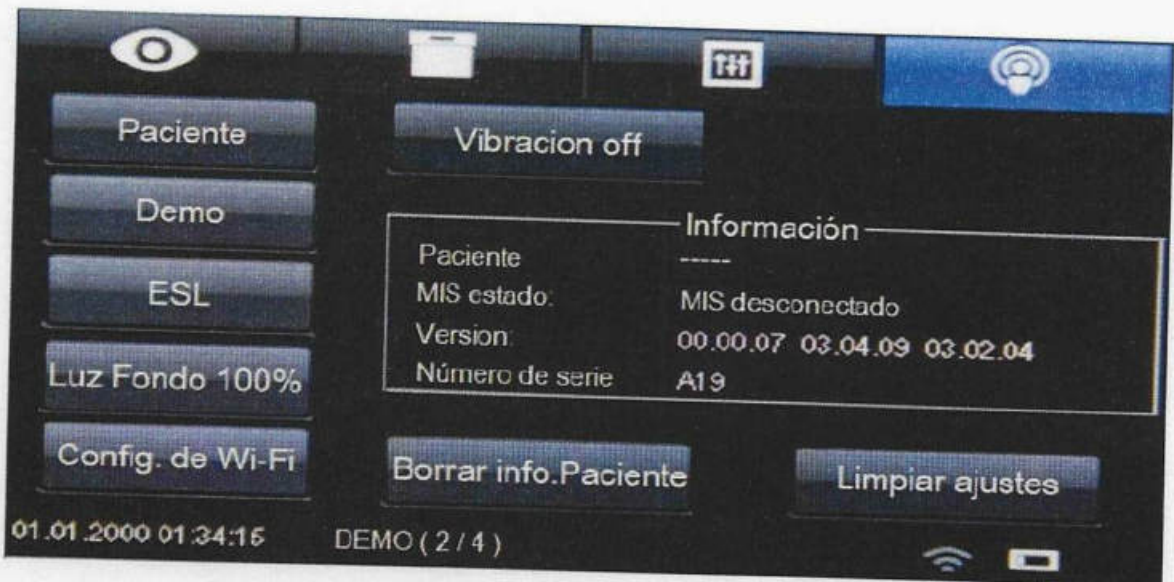 Paciente
Vibracion off
Demo
ESL
Luz Fondo 100%
Config. de Wi-Fi
Información
Paciente -----
MIS estado: MIS desconectado
Version: 00.00.07 03.04.09 03.02.04
Número de serie A19
Borrar info.Paciente
Limpiar ajustes
01.01.2000 01:34:15
DEMO ( 2 / 4 )